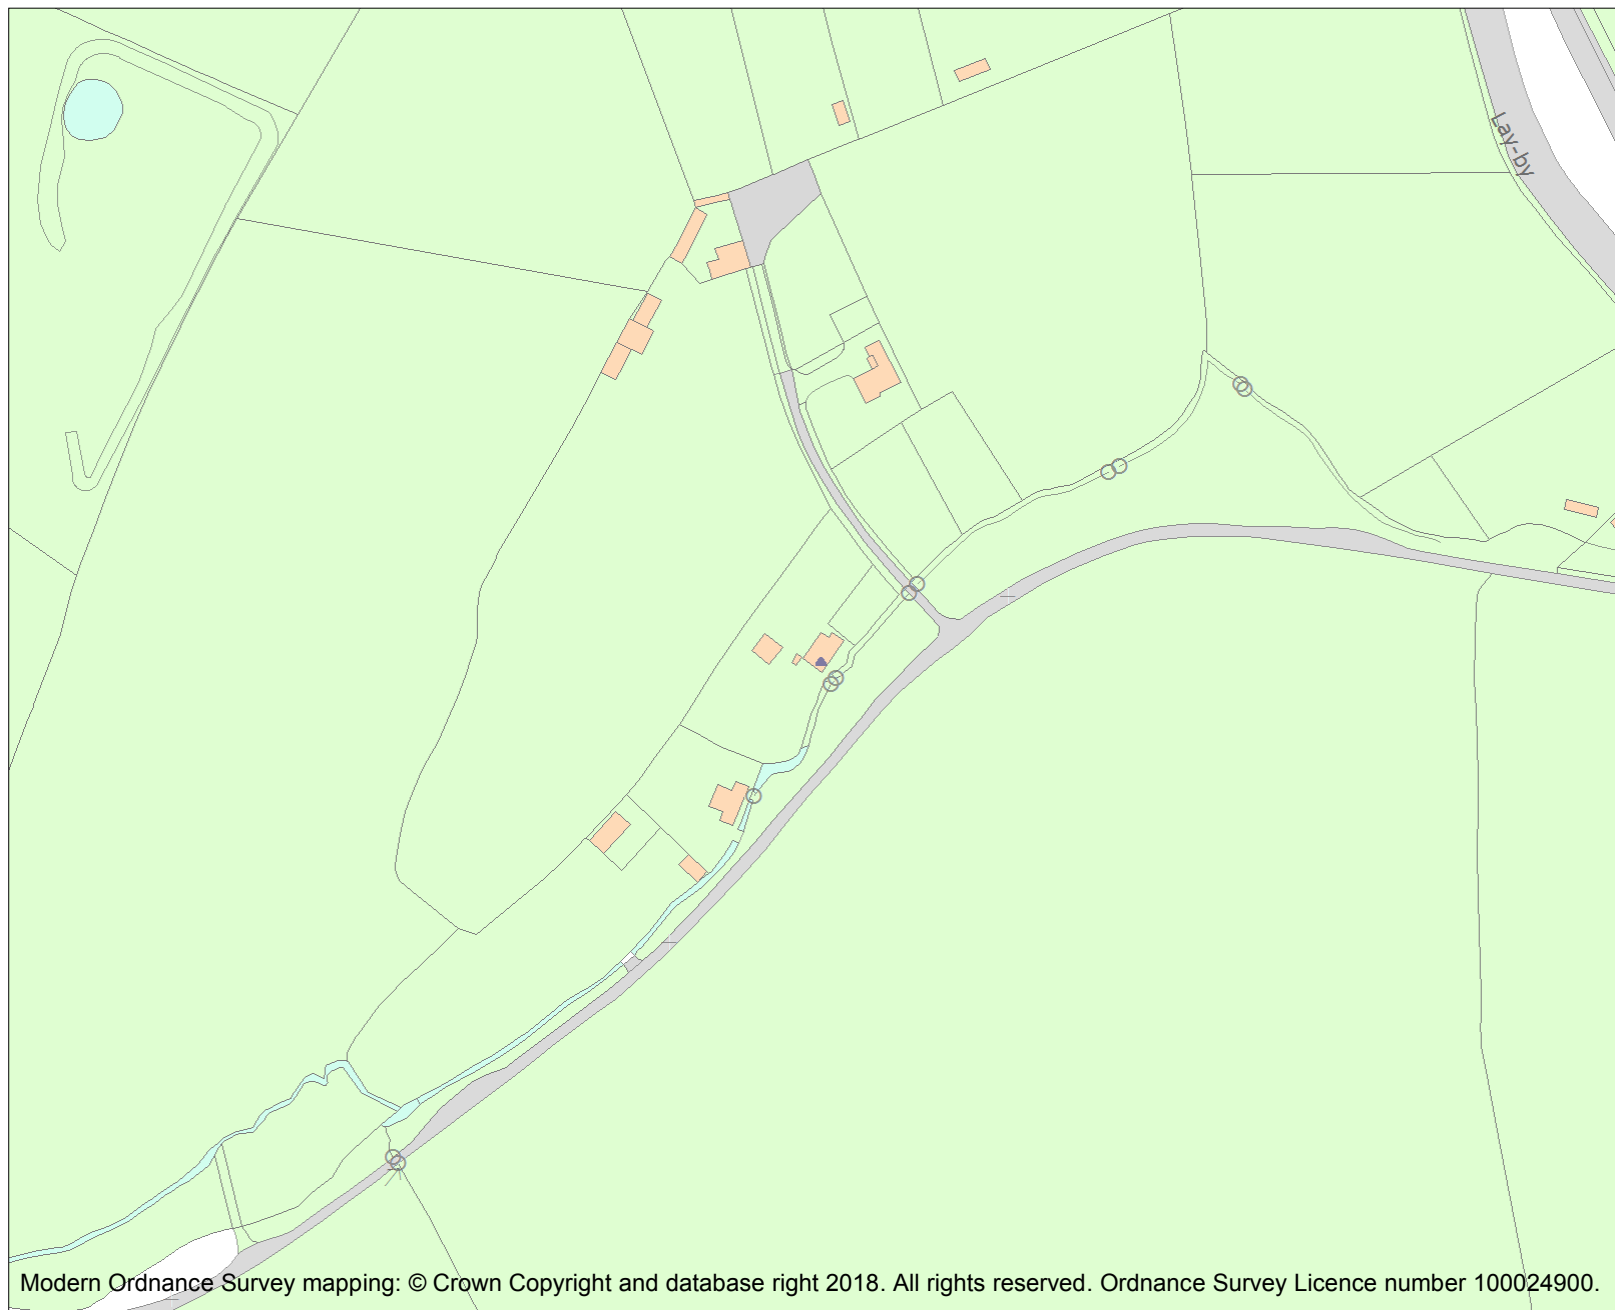 Lay-by
Modern Ordnance Survey mapping: © Crown Copyright and database right 2018. All rights reserved. Ordnance Survey Licence number 100024900.